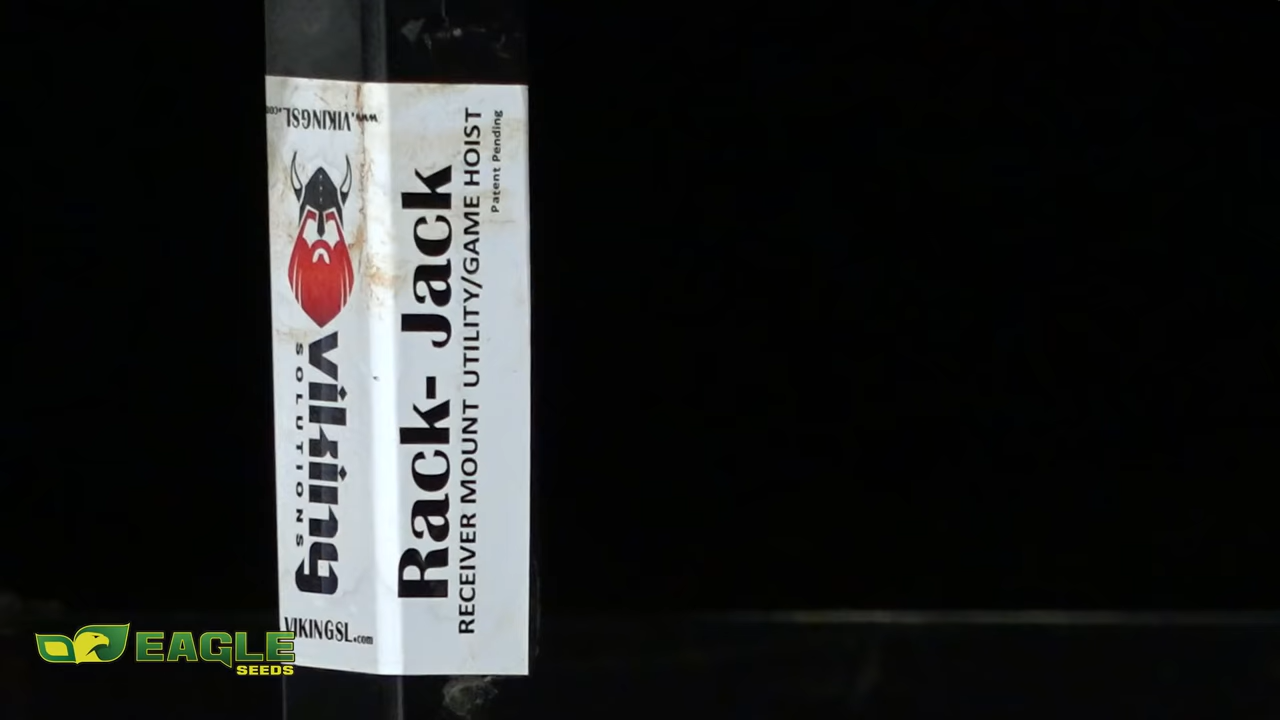 www.VIKINGSL.com
viking
SOLUTIONS
VIKINGSL.com
Rack- Jack
RECEIVER MOUNT UTILITY/GAME HOIST
Patent Pending
EAGLE
SEEDS